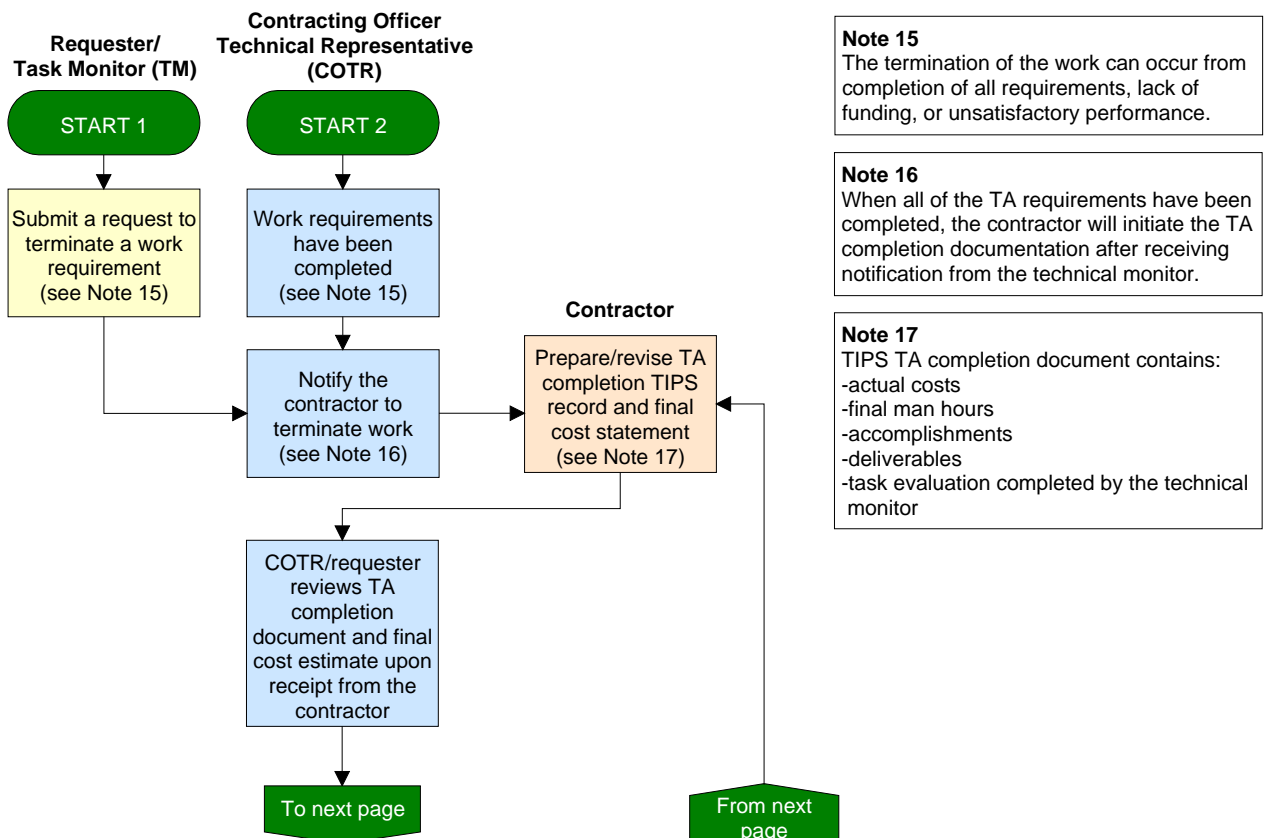 Requester/
Task Monitor (TM)
Contracting Officer
Technical Representative
(COTR)
START 1
START 2
Submit a request to
terminate a work
requirement
(see Note 15)
Work requirements
have been
completed
(see Note 15)
Notify the
contractor to
terminate work
(see Note 16)
Contractor
Prepare/revise TA
completion TIPS
record and final
cost statement
(see Note 17)
COTR/requester
reviews TA
completion
document and final
cost estimate upon
receipt from the
contractor
To next page
From next
page
Note 15
The termination of the work can occur from
completion of all requirements, lack of
funding, or unsatisfactory performance.
Note 16
When all of the TA requirements have been
completed, the contractor will initiate the TA
completion documentation after receiving
notification from the technical monitor.
Note 17
TIPS TA completion document contains:
-actual costs
-final man hours
-accomplishments
-deliverables
-task evaluation completed by the technical
monitor